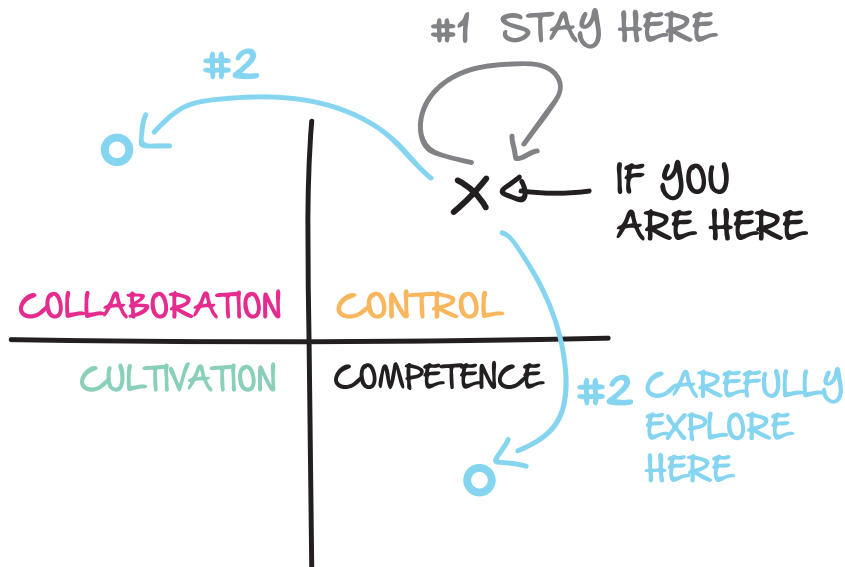 #1 STAY HERE
#2
IF YOU
ARE HERE
COLLABORATION
CONTROL
CULTIVATION
COMPETENCE
#2 CAREFULLY
EXPLORE
HERE